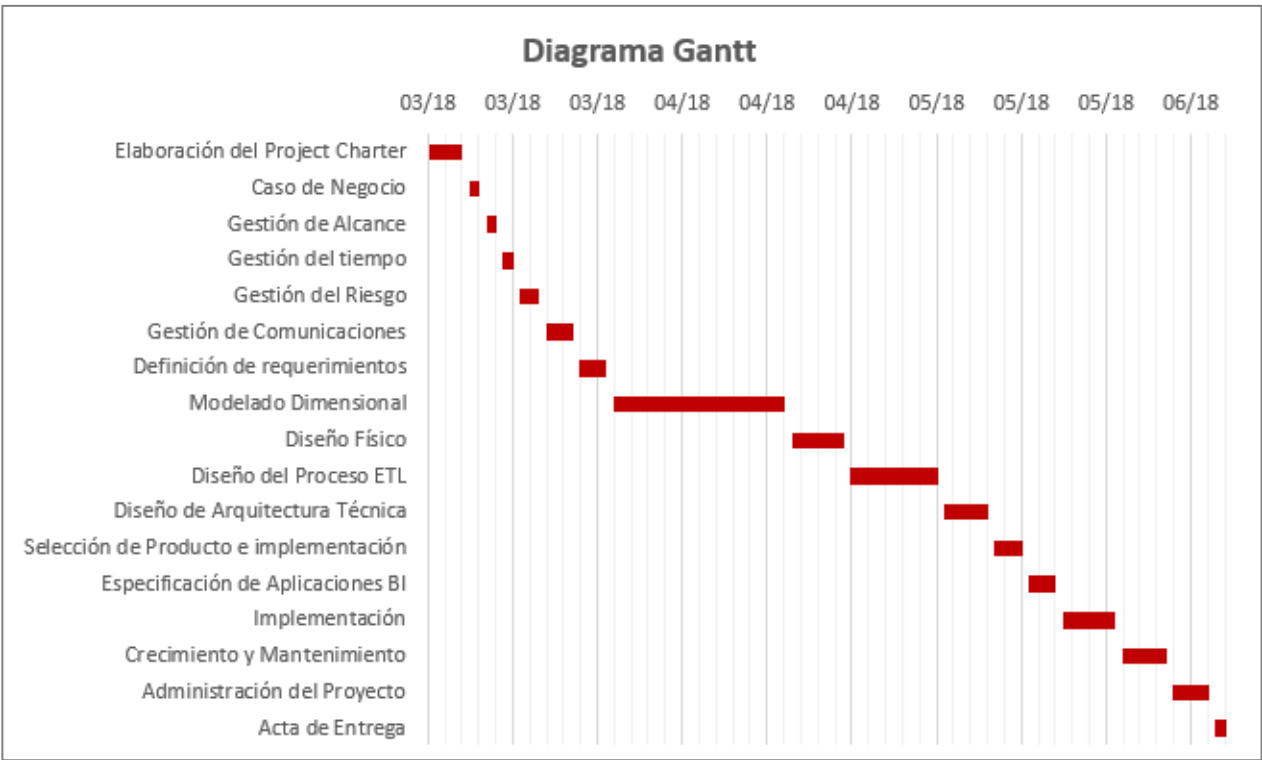 Diagrama Gantt
03/18 03/18 03/18 04/18 04/18 04/18 05/18 05/18 05/18 06/18
Elaboración del Project Charter
Caso de Negocio
Gestión de Alcance
Gestión del tiempo
Gestión del Riesgo
Gestión de Comunicaciones
Definición de requerimientos
Modelado Dimensional
Diseño Físico
Diseño del Proceso ETL
Diseño de Arquitectura Técnica
Selección de Producto e implementación
Especificación de Aplicaciones BI
Implementación
Crecimiento y Mantenimiento
Administración del Proyecto
Acta de Entrega